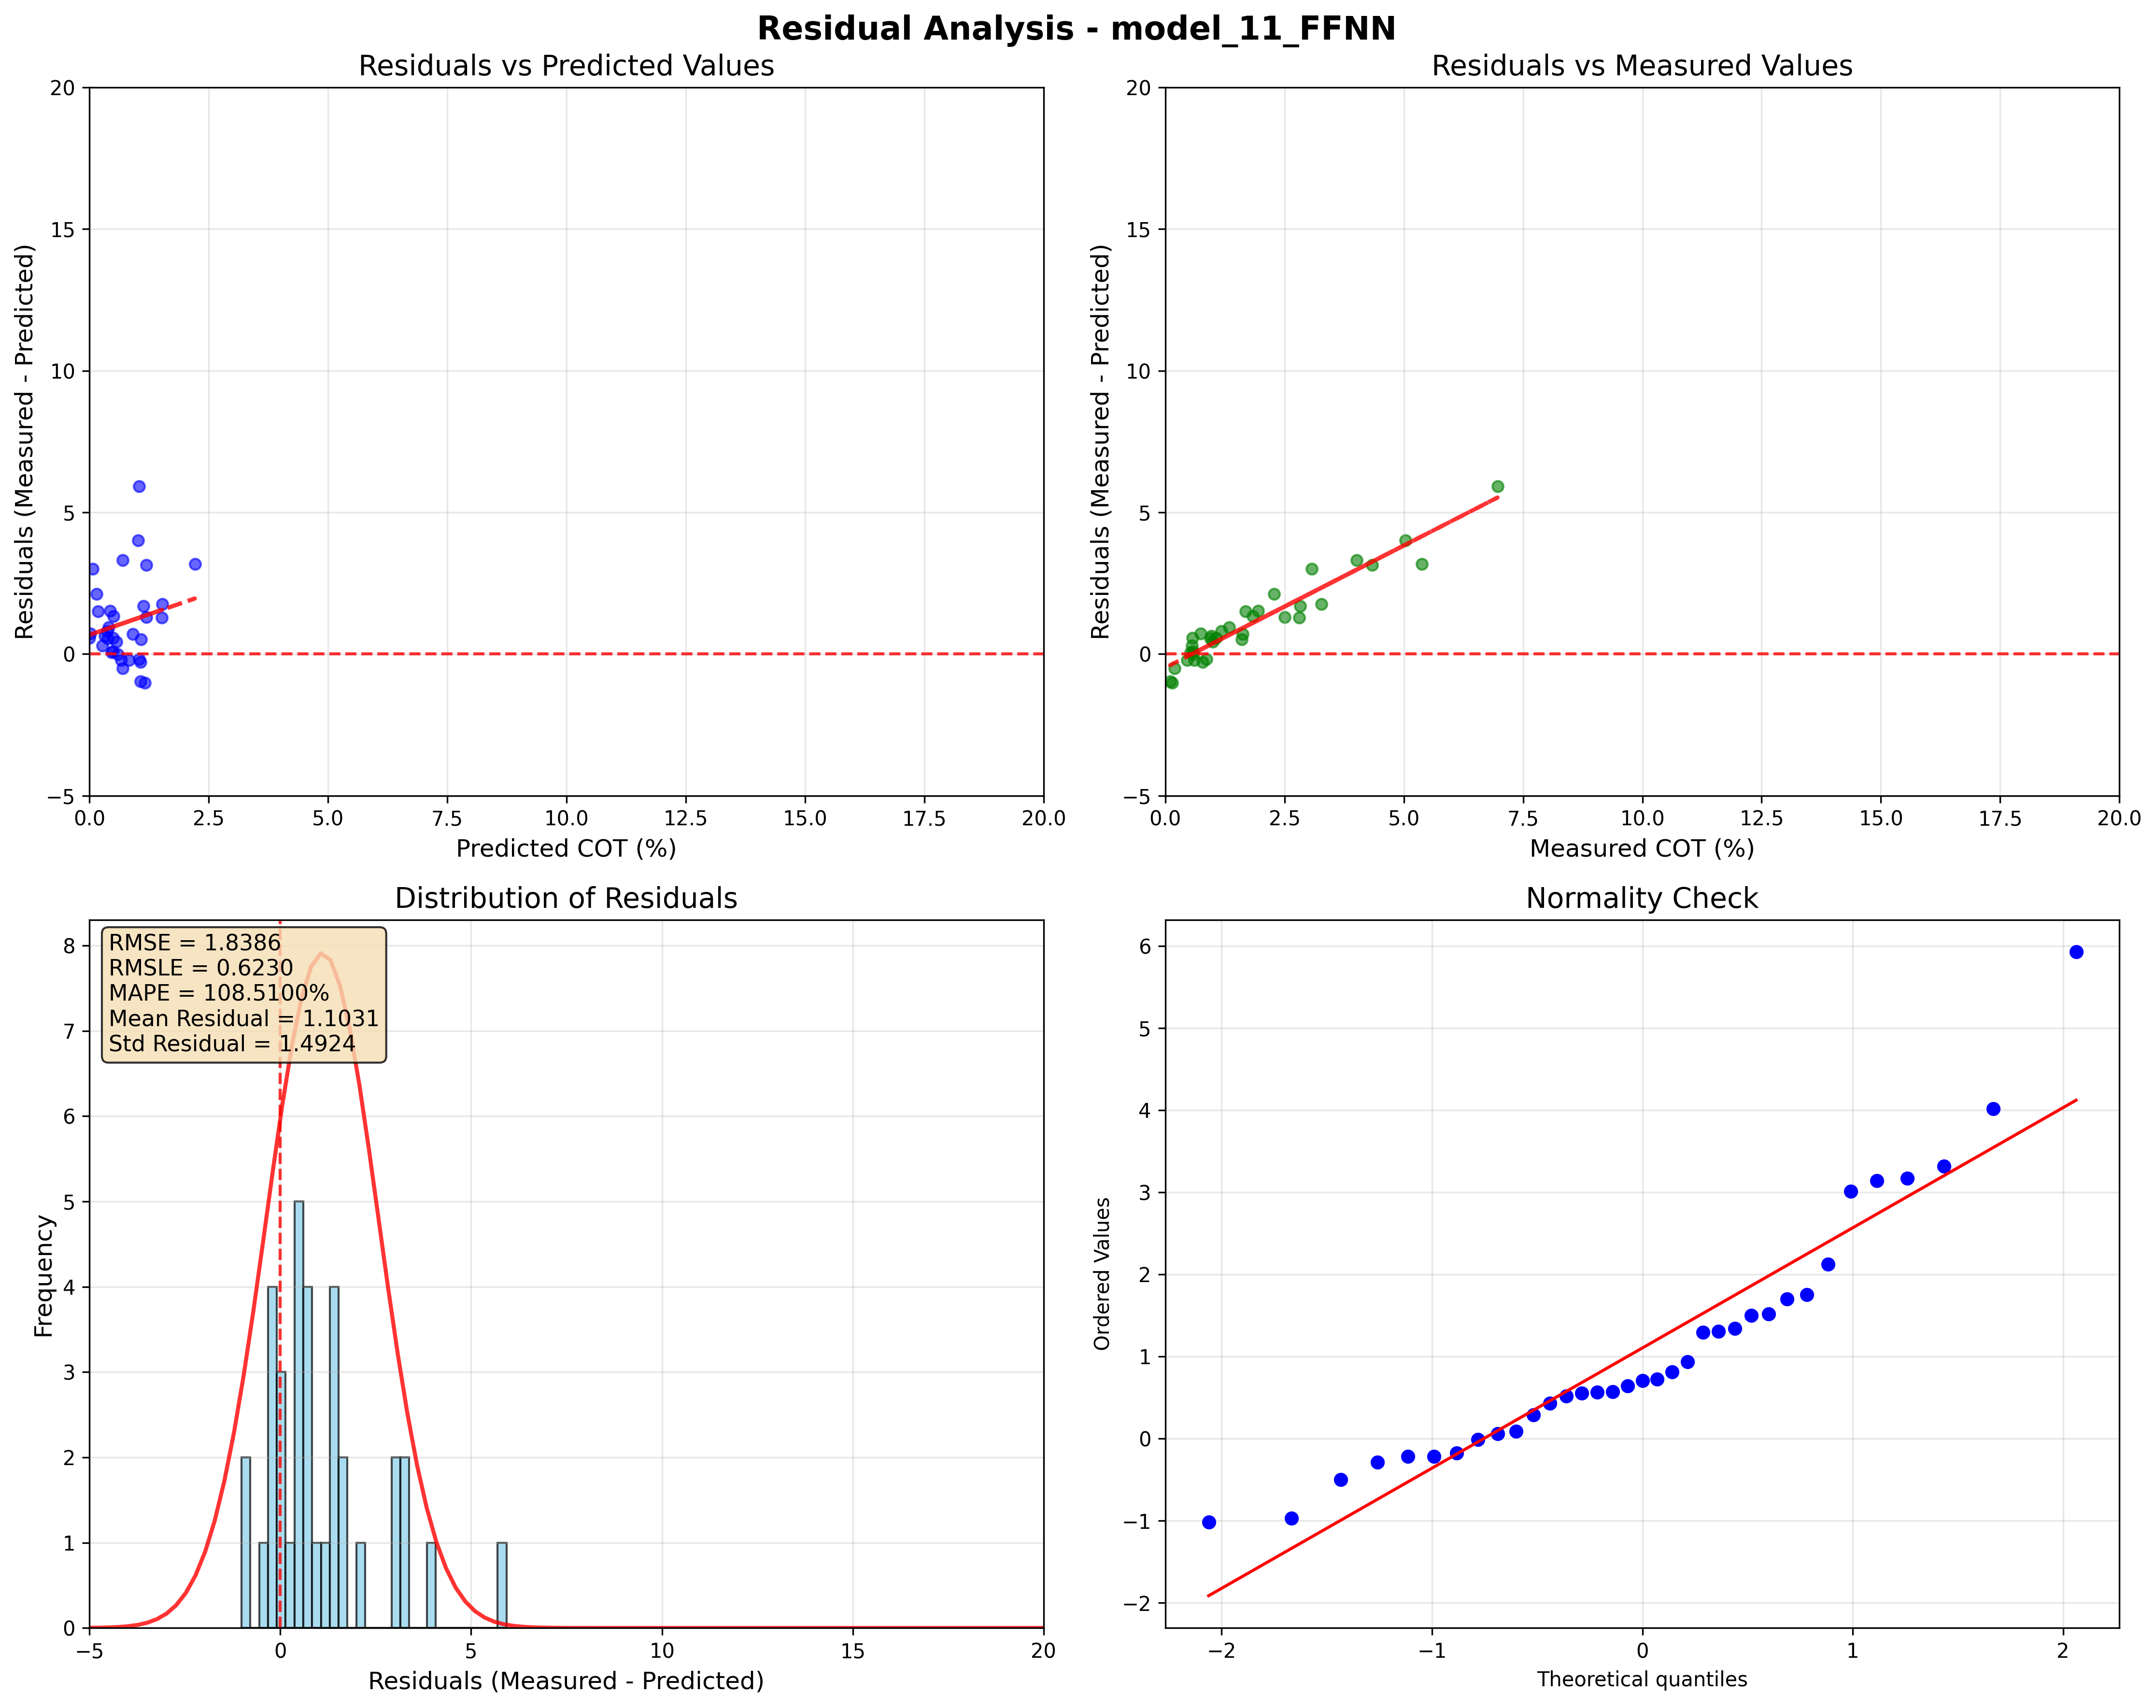 Residual Analysis - model_11_FFNN
Residuals vs Predicted Values
20
15
10
5
0
−5
0.0 2.5 5.0 7.5 10.0 12.5 15.0 17.5 20.0
Residuals (Measured - Predicted)
Predicted COT (%)
Residuals vs Measured Values
20
15
10
5
0
−5
0.0 2.5 5.0 7.5 10.0 12.5 15.0 17.5 20.0
Residuals (Measured - Predicted)
Measured COT (%)
Distribution of Residuals
RMSE = 1.8386
RMSLE = 0.6230
MAPE = 108.5100%
Mean Residual = 1.1031
Std Residual = 1.4924
8
7
6
5
4
3
2
1
0
−5 0 5 10 15 20
Frequency
Residuals (Measured - Predicted)
Normality Check
6
5
4
3
2
1
0
−1
−2
−2 −1 0 1 2
Ordered Values
Theoretical quantiles